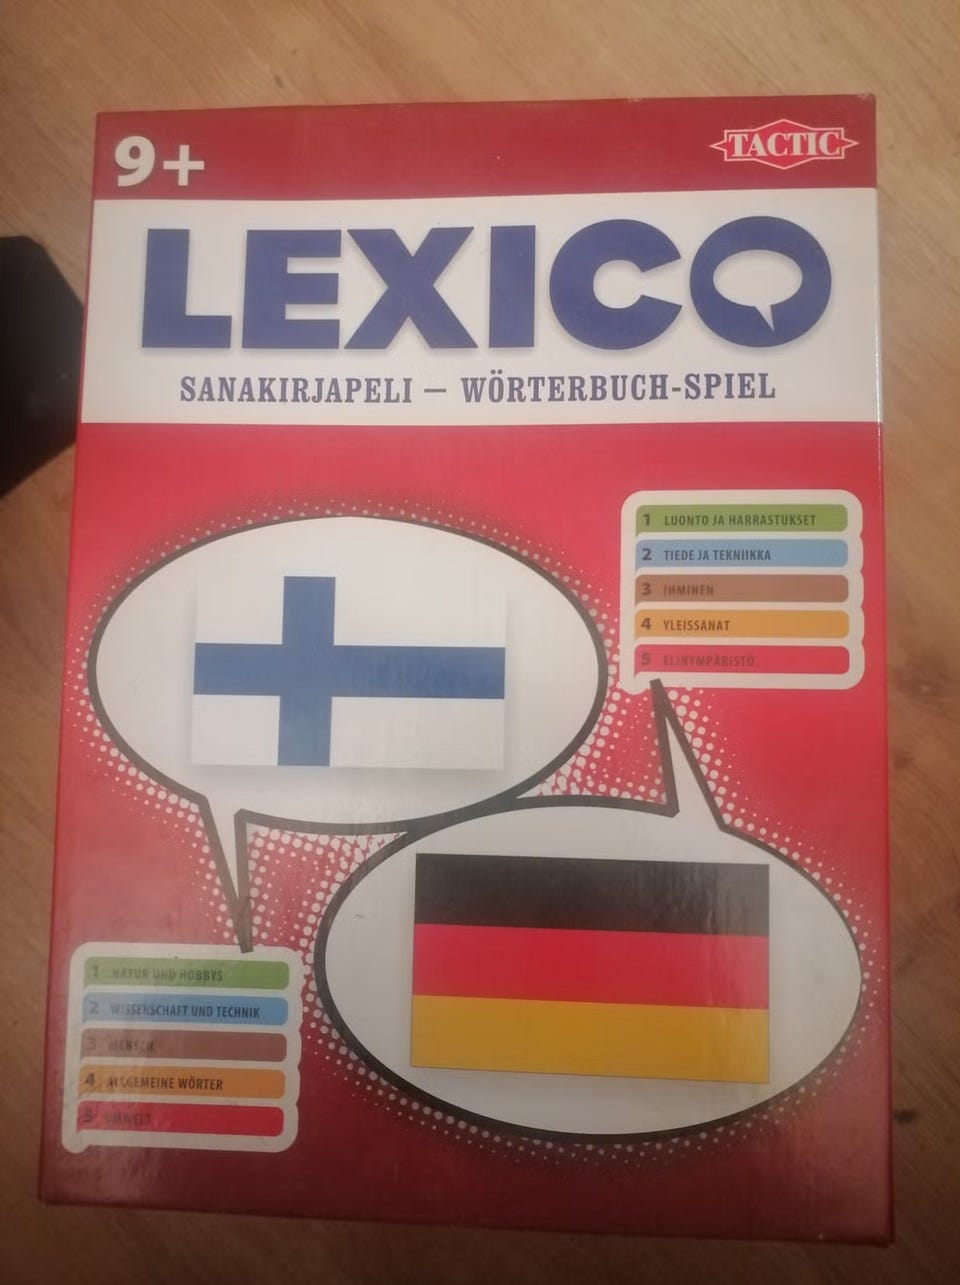 9+
TACTIC
LEXICO
SANAKIRJAPELI – WÖRTERBUCH-SPIEL
1 LUONTO JA HARRASTUKSET
2 TIEDE JA TEKNIIKKA
3 IHMINEN
4 YLEISSANAT
5 ELINYMPÄRISTÖ
1 NATUR UND HOBBYS
2 WISSENSCHAFT UND TECHNIK
3 MENSCH
4 ALLGEMEINE WÖRTER
5 UMWELT